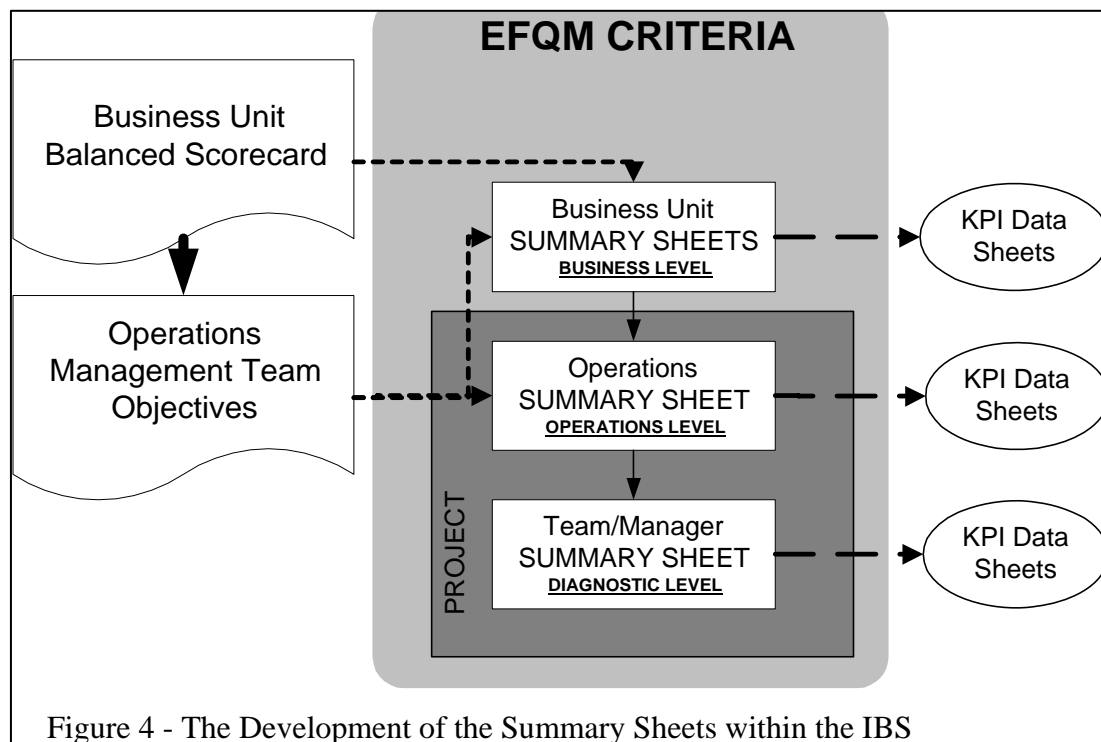 EFQM CRITERIA
Business Unit
Balanced Scorecard
Business Unit
SUMMARY SHEETS
BUSINESS LEVEL
KPI Data
Sheets
Operations
Management Team
Objectives
Operations
SUMMARY SHEET
OPERATIONS LEVEL
KPI Data
Sheets
PROJECT
Team/Manager
SUMMARY SHEET
DIAGNOSTIC LEVEL
KPI Data
Sheets
Figure 4 - The Development of the Summary Sheets within the IBS